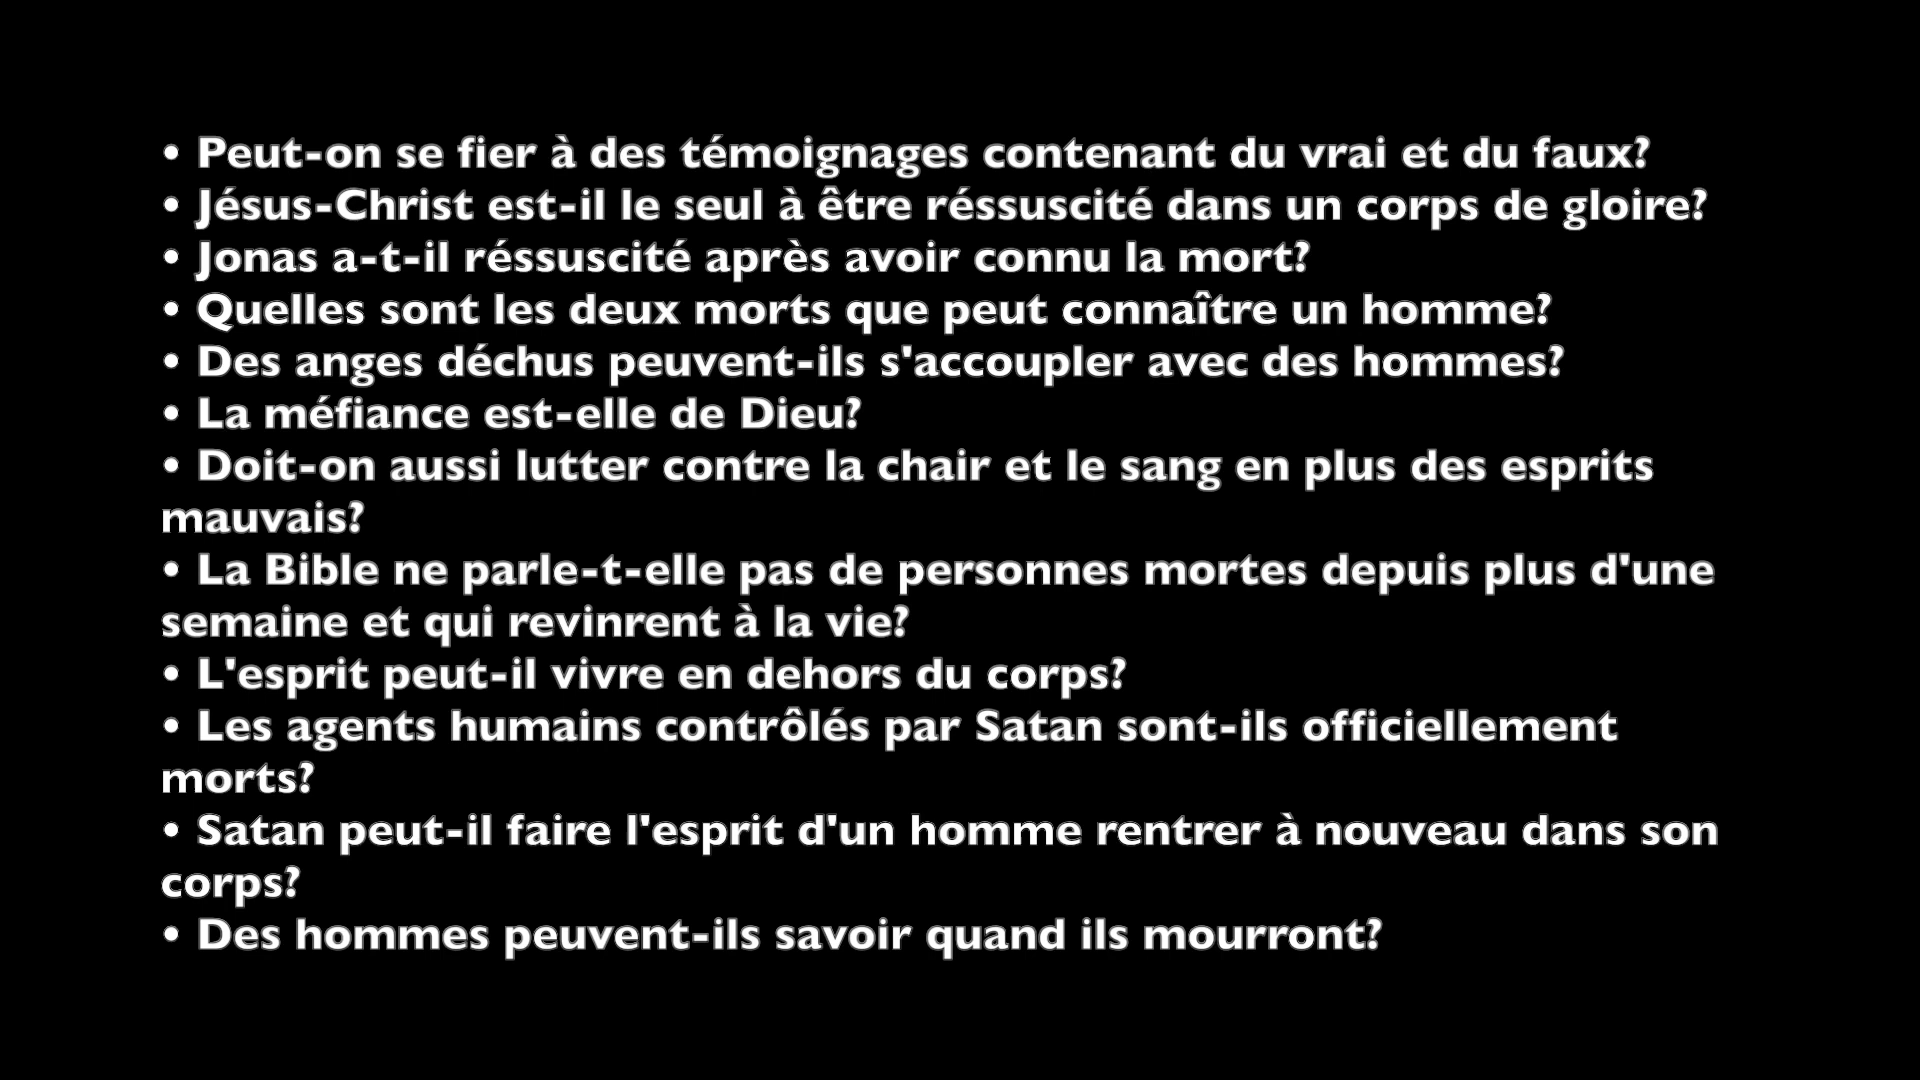 • Peut-on se fier à des témoignages contenant du vrai et du faux?
• Jésus-Christ est-il le seul à être réssuscité dans un corps de gloire?
• Jonas a-t-il réssuscité après avoir connu la mort?
• Quelles sont les deux morts que peut connaître un homme?
• Des anges déchus peuvent-ils s'accoupler avec des hommes?
• La méfiance est-elle de Dieu?
• Doit-on aussi lutter contre la chair et le sang en plus des esprits
mauvais?
• La Bible ne parle-t-elle pas de personnes mortes depuis plus d'une
semaine et qui revinrent à la vie?
• L'esprit peut-il vivre en dehors du corps?
• Les agents humains contrôlés par Satan sont-ils officiellement
morts?
• Satan peut-il faire l'esprit d'un homme rentrer à nouveau dans son
corps?
• Des hommes peuvent-ils savoir quand ils mourront?